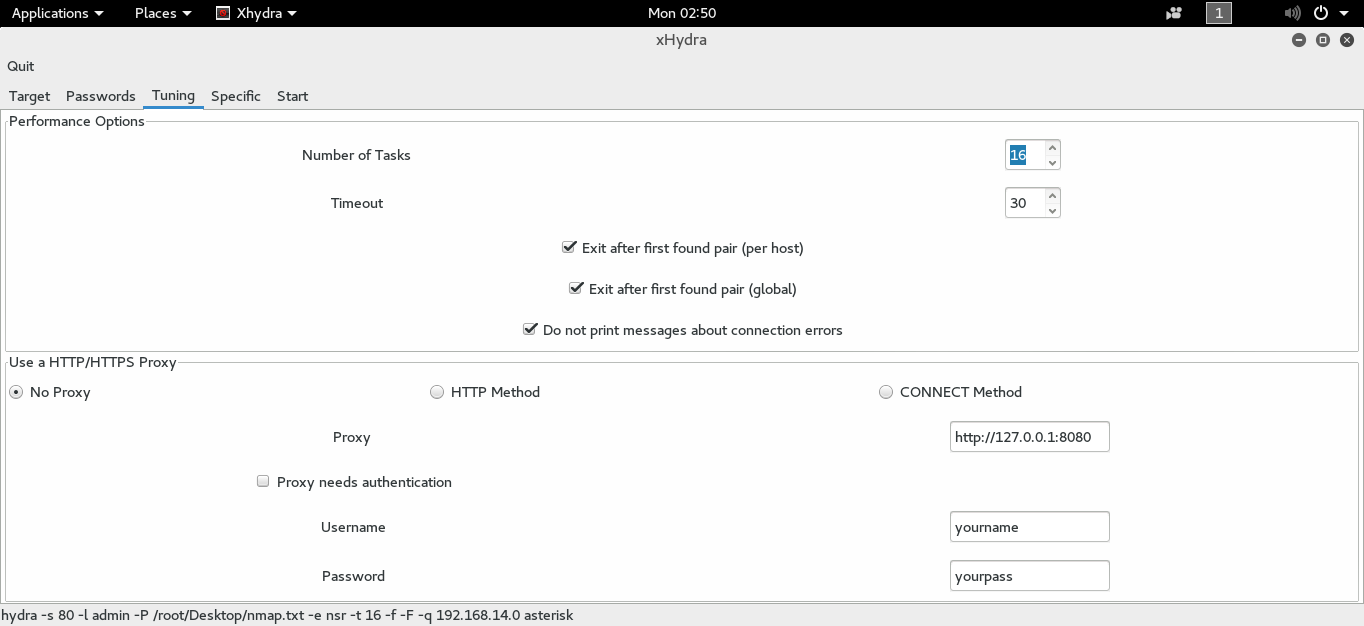 Applications Places Xhydra Mon 02:50 1
xHydra
Quit
Target Passwords Tuning Specific Start
Performance Options
Number of Tasks 16
Timeout 30
Exit after first found pair (per host)
Exit after first found pair (global)
Do not print messages about connection errors
Use a HTTP/HTTPS Proxy
No Proxy HTTP Method CONNECT Method
Proxy http://127.0.0.1:8080
Proxy needs authentication
Username yourname
Password yourpass
hydra -s 80 -l admin -P /root/Desktop/nmap.txt -e nsr -t 16 -f -F -q 192.168.14.0 asterisk